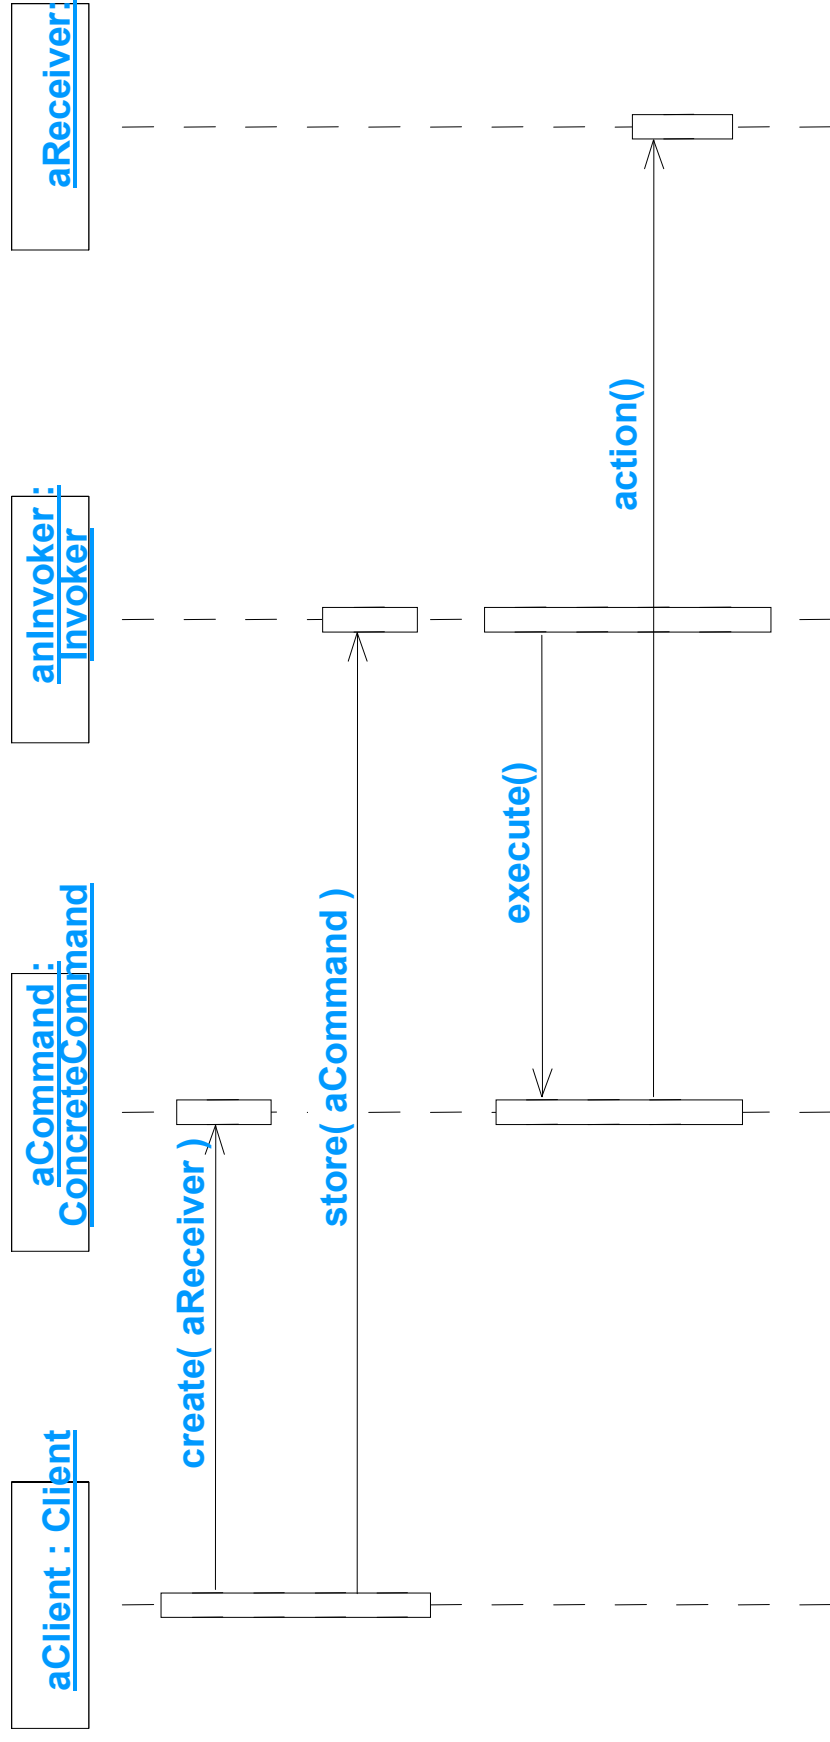 aClient : Client
aCommand :
ConcreteCommand
anInvoker :
Invoker
aReceiver:
create( aReceiver )
store( aCommand )
execute()
action()